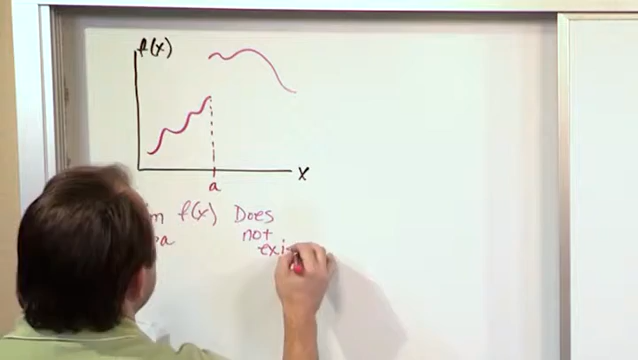 f(x)
x
a
f(x) Does
a not
exi